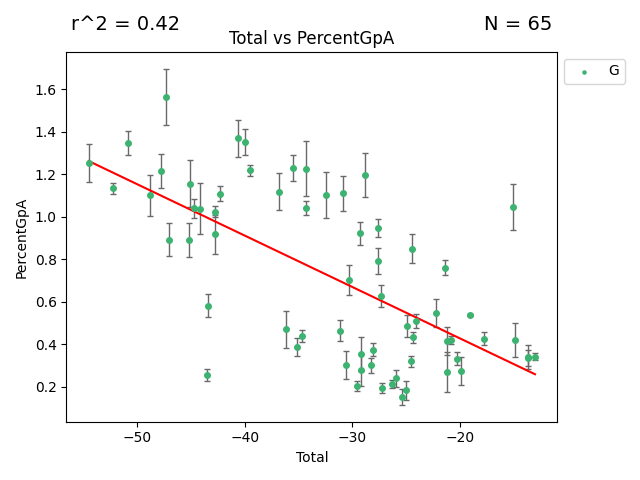 r^2 = 0.42
N = 65
Total vs PercentGpA
G
PercentGpA
1.6
1.4
1.2
1.0
0.8
0.6
0.4
0.2
−50
−40
−30
−20
Total